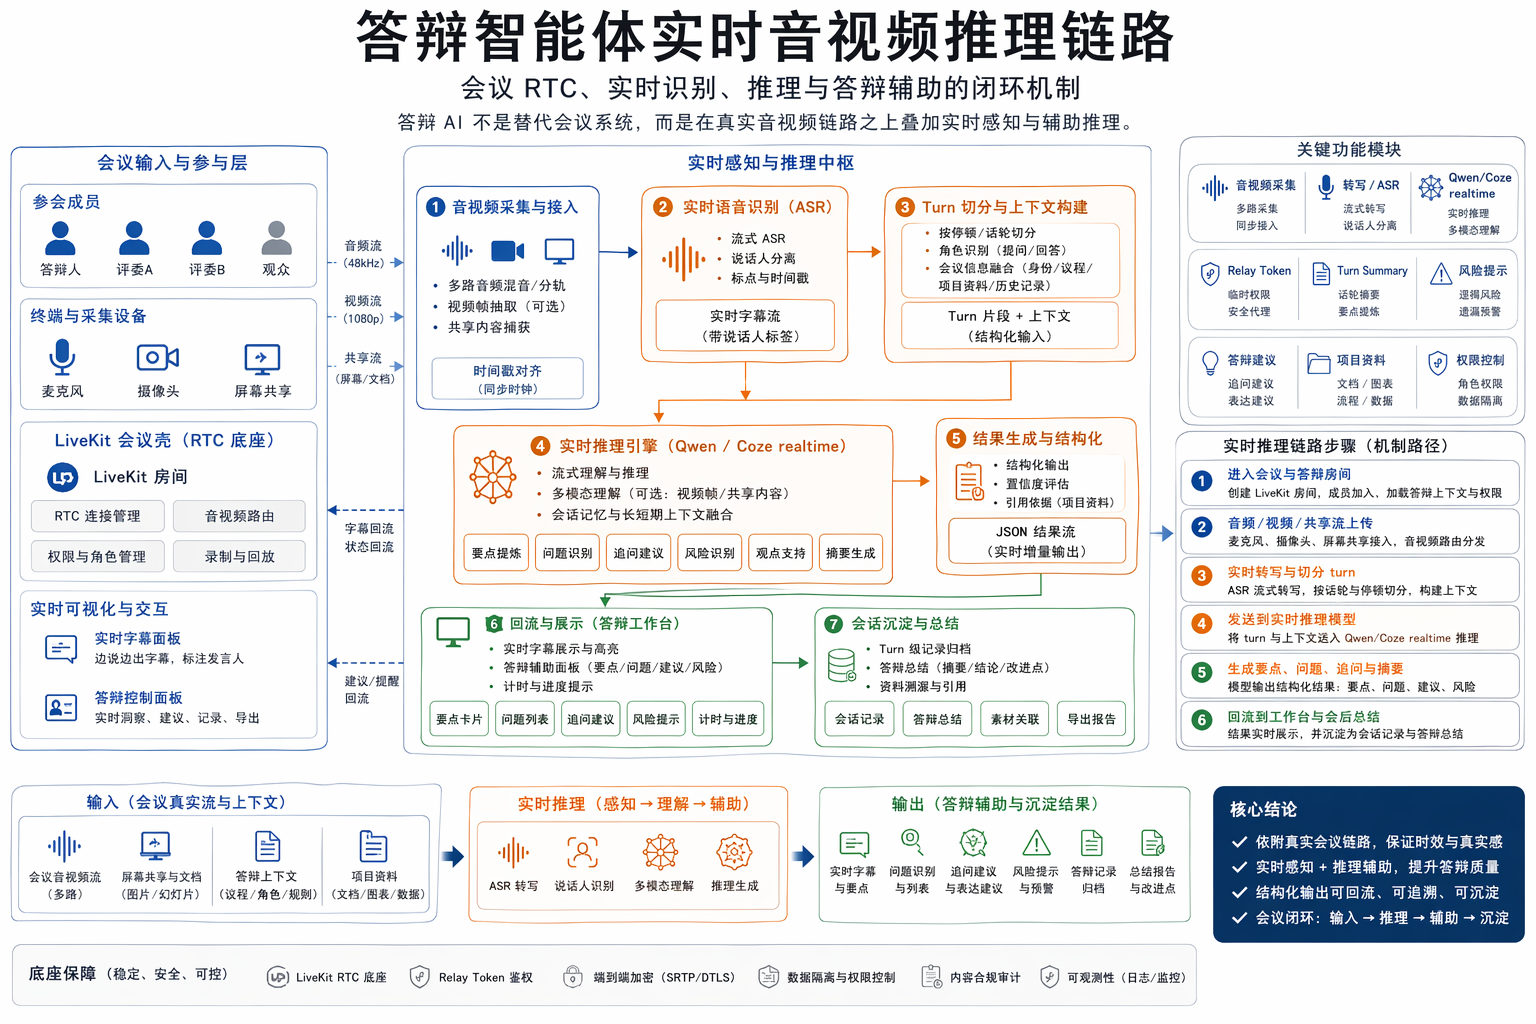 答辩智能体实时音视频推理链路
会议 RTC、实时识别、推理与答辩辅助的闭环机制
答辩 AI 不是替代会议系统，而是在真实音视频链路之上叠加实时感知与辅助推理。
会议输入与参与层
参会成员
答辩人
评委A
评委B
观众
终端与采集设备
麦克风
摄像头
屏幕共享
LiveKit 会议壳（RTC 底座）
LiveKit 房间
RTC 连接管理
音视频路由
权限与角色管理
录制与回放
实时可视化与交互
实时字幕面板
边说边出字幕，标注发言人
答辩控制面板
实时洞察、建议、记录、导出
音频流
（48kHz）
视频流
（1080p）
共享流
（屏幕/文档）
字幕回流
状态回流
建议/提醒
回流
实时感知与推理中枢
1 音视频采集与接入
• 多路音频混音/分轨
• 视频帧抽取（可选）
• 共享内容捕获
时间戳对齐
（同步时钟）
2 实时语音识别（ASR）
• 流式 ASR
• 说话人分离
• 标点与时间戳
实时字幕流
（带说话人标签）
3 Turn 切分与上下文构建
• 按停顿/话轮切分
• 角色识别（提问/回答）
• 会议信息融合（身份/议程/
项目资料/历史记录）
Turn 片段 + 上下文
（结构化输入）
4 实时推理引擎（Qwen / Coze realtime）
• 流式理解与推理
• 多模态理解（可选：视频帧/共享内容）
• 会话记忆与长短期上下文融合
要点提炼
问题识别
追问建议
风险识别
观点支持
摘要生成
5 结果生成与结构化
• 结构化输出
• 置信度评估
• 引用依据（项目资料）
JSON 结果流
（实时增量输出）
6 回流与展示（答辩工作台）
• 实时字幕展示与高亮
• 答辩辅助面板（要点/问题/建议/风险）
• 计时与进度提示
要点卡片
问题列表
追问建议
风险提示
计时与进度
7 会话沉淀与总结
• Turn 级记录归档
• 答辩总结（摘要/结论/改进点）
• 资料溯源与引用
会话记录
答辩总结
素材关联
导出报告
关键功能模块
音视频采集
多路采集
同步接入
转写 / ASR
流式转写
说话人分离
Qwen/Coze
realtime
实时推理
多模态理解
Relay Token
临时权限
安全代理
Turn Summary
话轮摘要
要点提炼
风险提示
逻辑风险
遗漏预警
答辩建议
追问建议
表达建议
项目资料
文档 / 图表
流程 / 数据
权限控制
角色权限
数据隔离
实时推理链路步骤（机制路径）
1 进入会议与答辩房间
创建 LiveKit 房间，成员加入、加载答辩上下文与权限
2 音频/视频/共享流上传
麦克风、摄像头、屏幕共享接入，音视频路由分发
3 实时转写与切分 turn
ASR 流式转写，按话轮与停顿切分，构建上下文
4 发送到实时推理模型
将 turn 与上下文送入 Qwen/Coze realtime 推理
5 生成要点、问题、追问与摘要
模型输出结构化结果：要点、问题、建议、风险
6 回流到工作台与会后总结
结果实时展示，并沉淀为会话记录与答辩总结
输入（会议真实流与上下文）
会议音视频流
（多路）
屏幕共享与文档
（图片/幻灯片）
答辩上下文
（议程/角色/规则）
项目资料
（文档/图表/数据）
实时推理（感知→理解→辅助）
ASR 转写
说话人识别
多模态理解
推理生成
输出（答辩辅助与沉淀结果）
实时字幕
与要点
问题识别
与列表
追问建议
与表达建议
风险提示
与预警
答辩记录
归档
总结报告
与改进点
核心结论
✓ 依附真实会议链路，保证时效与真实感
✓ 实时感知 + 推理辅助，提升答辩质量
✓ 结构化输出可回流、可追溯、可沉淀
✓ 会议闭环：输入 → 推理 → 辅助 → 沉淀
底座保障（稳定、安全、可控）
LiveKit RTC 底座
Relay Token 鉴权
端到端加密（SRTP/DTLS）
数据隔离与权限控制
内容合规审计
可观测性（日志/监控）